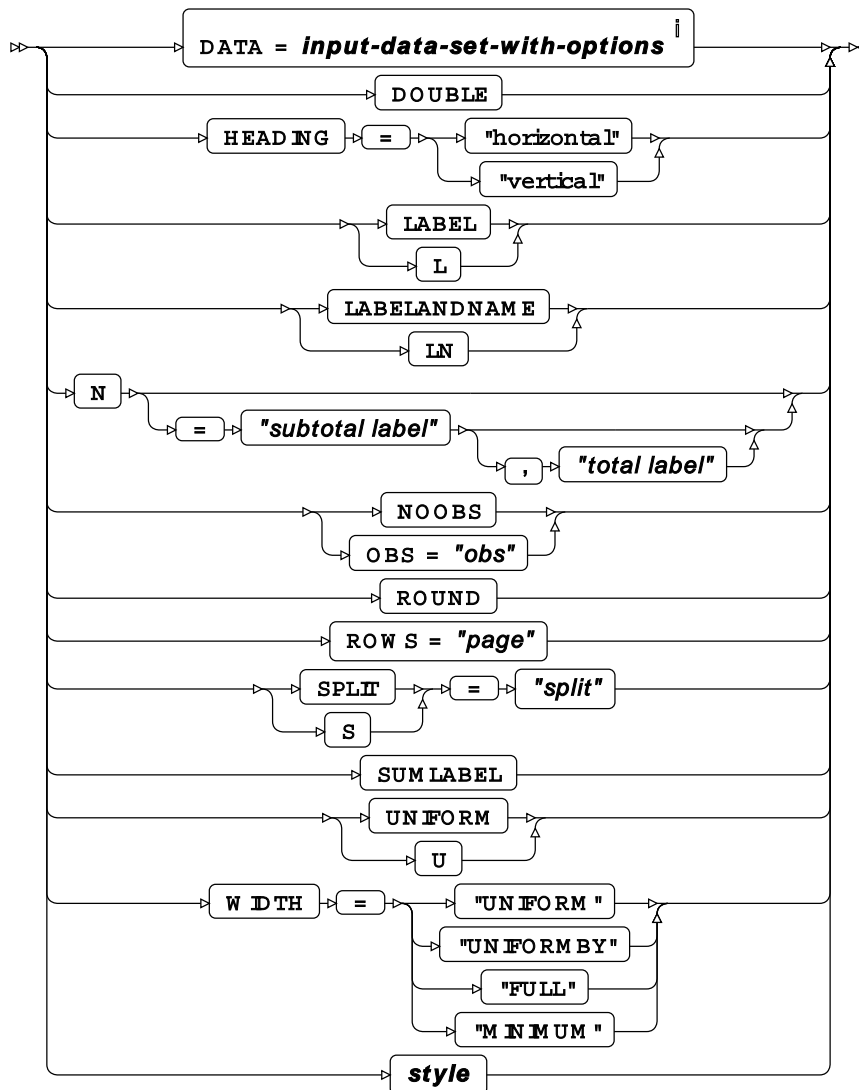 DATA = input-data-set-with-options i
DOUBLE
HEADING = "horizontal"
"vertical"
LABEL
L
LABELANDNAME
LN
N
= "subtotal label"
, "total label"
NOOBS
OBS = "obs"
ROUND
ROWS = "page"
SPLIT = "split"
S
SUMLABEL
UNIFORM
U
WIDTH = "UNIFORM"
"UNIFORMBY"
"FULL"
"MINIMUM"
style